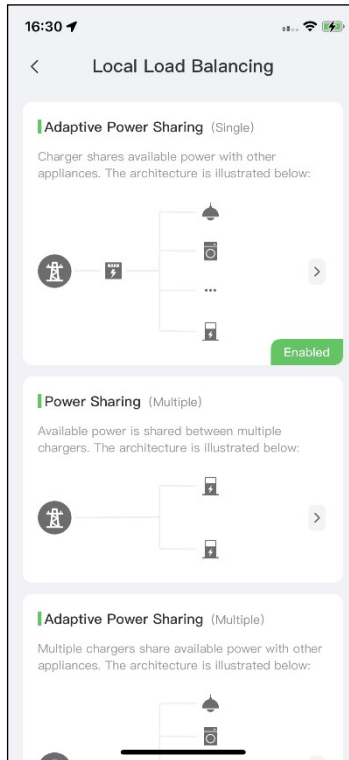 16:30
Local Load Balancing
Adaptive Power Sharing (Single)
Charger shares available power with other
appliances. The architecture is illustrated below:
...
Enabled
Power Sharing (Multiple)
Available power is shared between multiple
chargers. The architecture is illustrated below:
Adaptive Power Sharing (Multiple)
Multiple chargers share available power with other
appliances. The architecture is illustrated below: